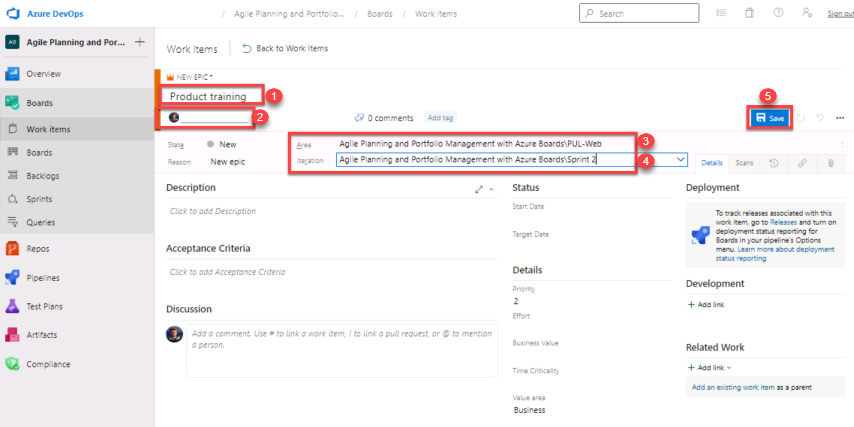 Azure DevOps / Agile Planning and Portfolio... / Boards / Work Items Search Sign out
AB Agile Planning and Por... +
Work Items Back to Work Items
Overview
NEW EPIC *
Product training 1
Boards
2 0 comments Add tag 5 Save
Work items
State New Area Agile Planning and Portfolio Management with Azure Boards\PUL-Web 3
Boards
Reason New epic Iteration Agile Planning and Portfolio Management with Azure Boards\Sprint 2 4 Details Scans
Backlogs
Description Status Deployment
Sprints
Click to add Description Start Date
To track releases associated with this
work item, go to Releases and turn on
deployment status reporting for
Boards in your pipeline's Options
menu. Learn more about deployment
status reporting
Queries
Target Date
Repos
Acceptance Criteria
Click to add Acceptance Criteria
Details
Pipelines
Development
Priority
2
+ Add link
Test Plans
Discussion
Effort
Artifacts
Add a comment. Use # to link a work item, ! to link a pull request, or @ to mention
a person.
Business Value
Related Work
Compliance
+ Add link
Time Criticality
Add an existing work item as a parent
Value area
Business